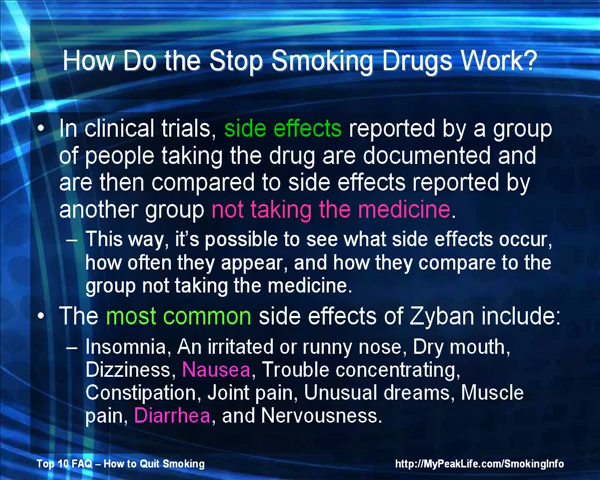 How Do the Stop Smoking Drugs Work?
• In clinical trials, side effects reported by a group
of people taking the drug are documented and
are then compared to side effects reported by
another group not taking the medicine.
– This way, it's possible to see what side effects occur,
how often they appear, and how they compare to the
group not taking the medicine.
• The most common side effects of Zyban include:
– Insomnia, An irritated or runny nose, Dry mouth,
Dizziness, Nausea, Trouble concentrating,
Constipation, Joint pain, Unusual dreams, Muscle
pain, Diarrhea, and Nervousness.
Top 10 FAQ – How to Quit Smoking
http://MyPeakLife.com/SmokingInfo